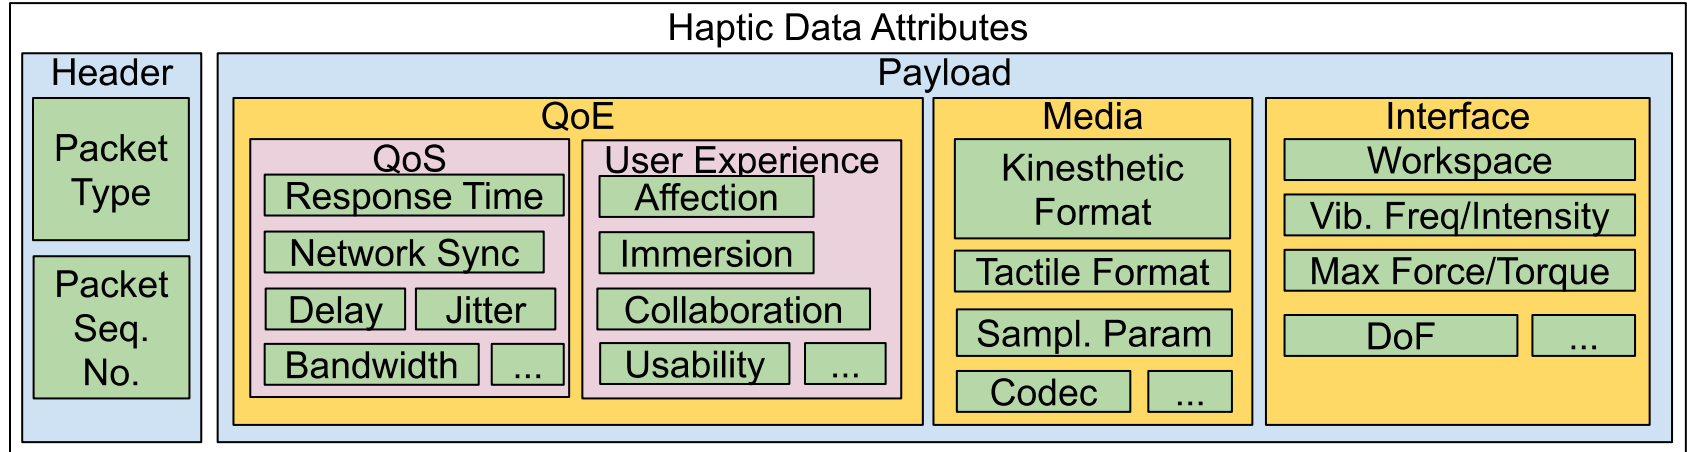 Haptic Data Attributes
Header
Packet
Type
Packet
Seq.
No.
Payload
QoE
QoS
Response Time
Network Sync
Delay
Jitter
Bandwidth
...
User Experience
Affection
Immersion
Collaboration
Usability
...
Media
Kinesthetic
Format
Tactile Format
Sampl. Param
Codec
...
Interface
Workspace
Vib. Freq/Intensity
Max Force/Torque
DoF
...